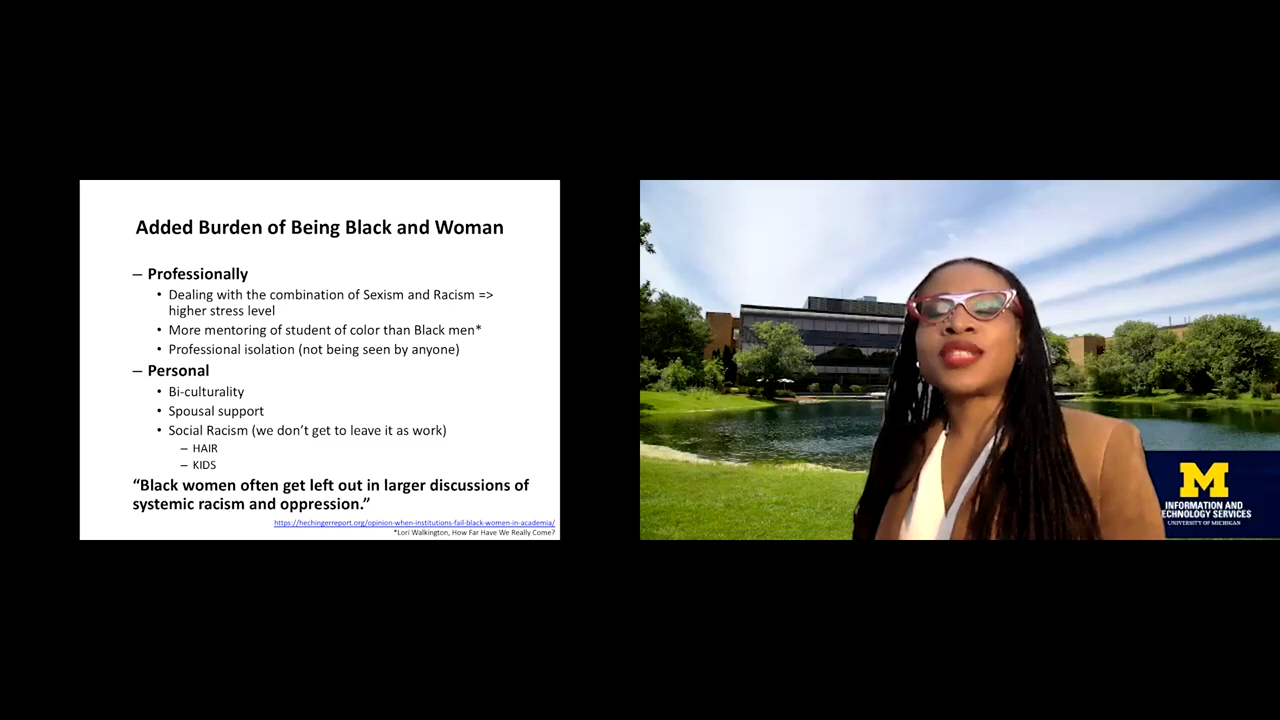 Added Burden of Being Black and Woman
– Professionally
• Dealing with the combination of Sexism and Racism =>
higher stress level
• More mentoring of student of color than Black men*
• Professional isolation (not being seen by anyone)
– Personal
• Bi-culturality
• Spousal support
• Social Racism (we don’t get to leave it as work)
– HAIR
– KIDS
“Black women often get left out in larger discussions of
systemic racism and oppression.”
https://hechingerreport.org/opinion-when-institutions-fail-black-women-in-academia/
*Lori Walkington, How Far Have We Really Come?
M
INFORMATION AND
TECHNOLOGY SERVICES
UNIVERSITY OF MICHIGAN